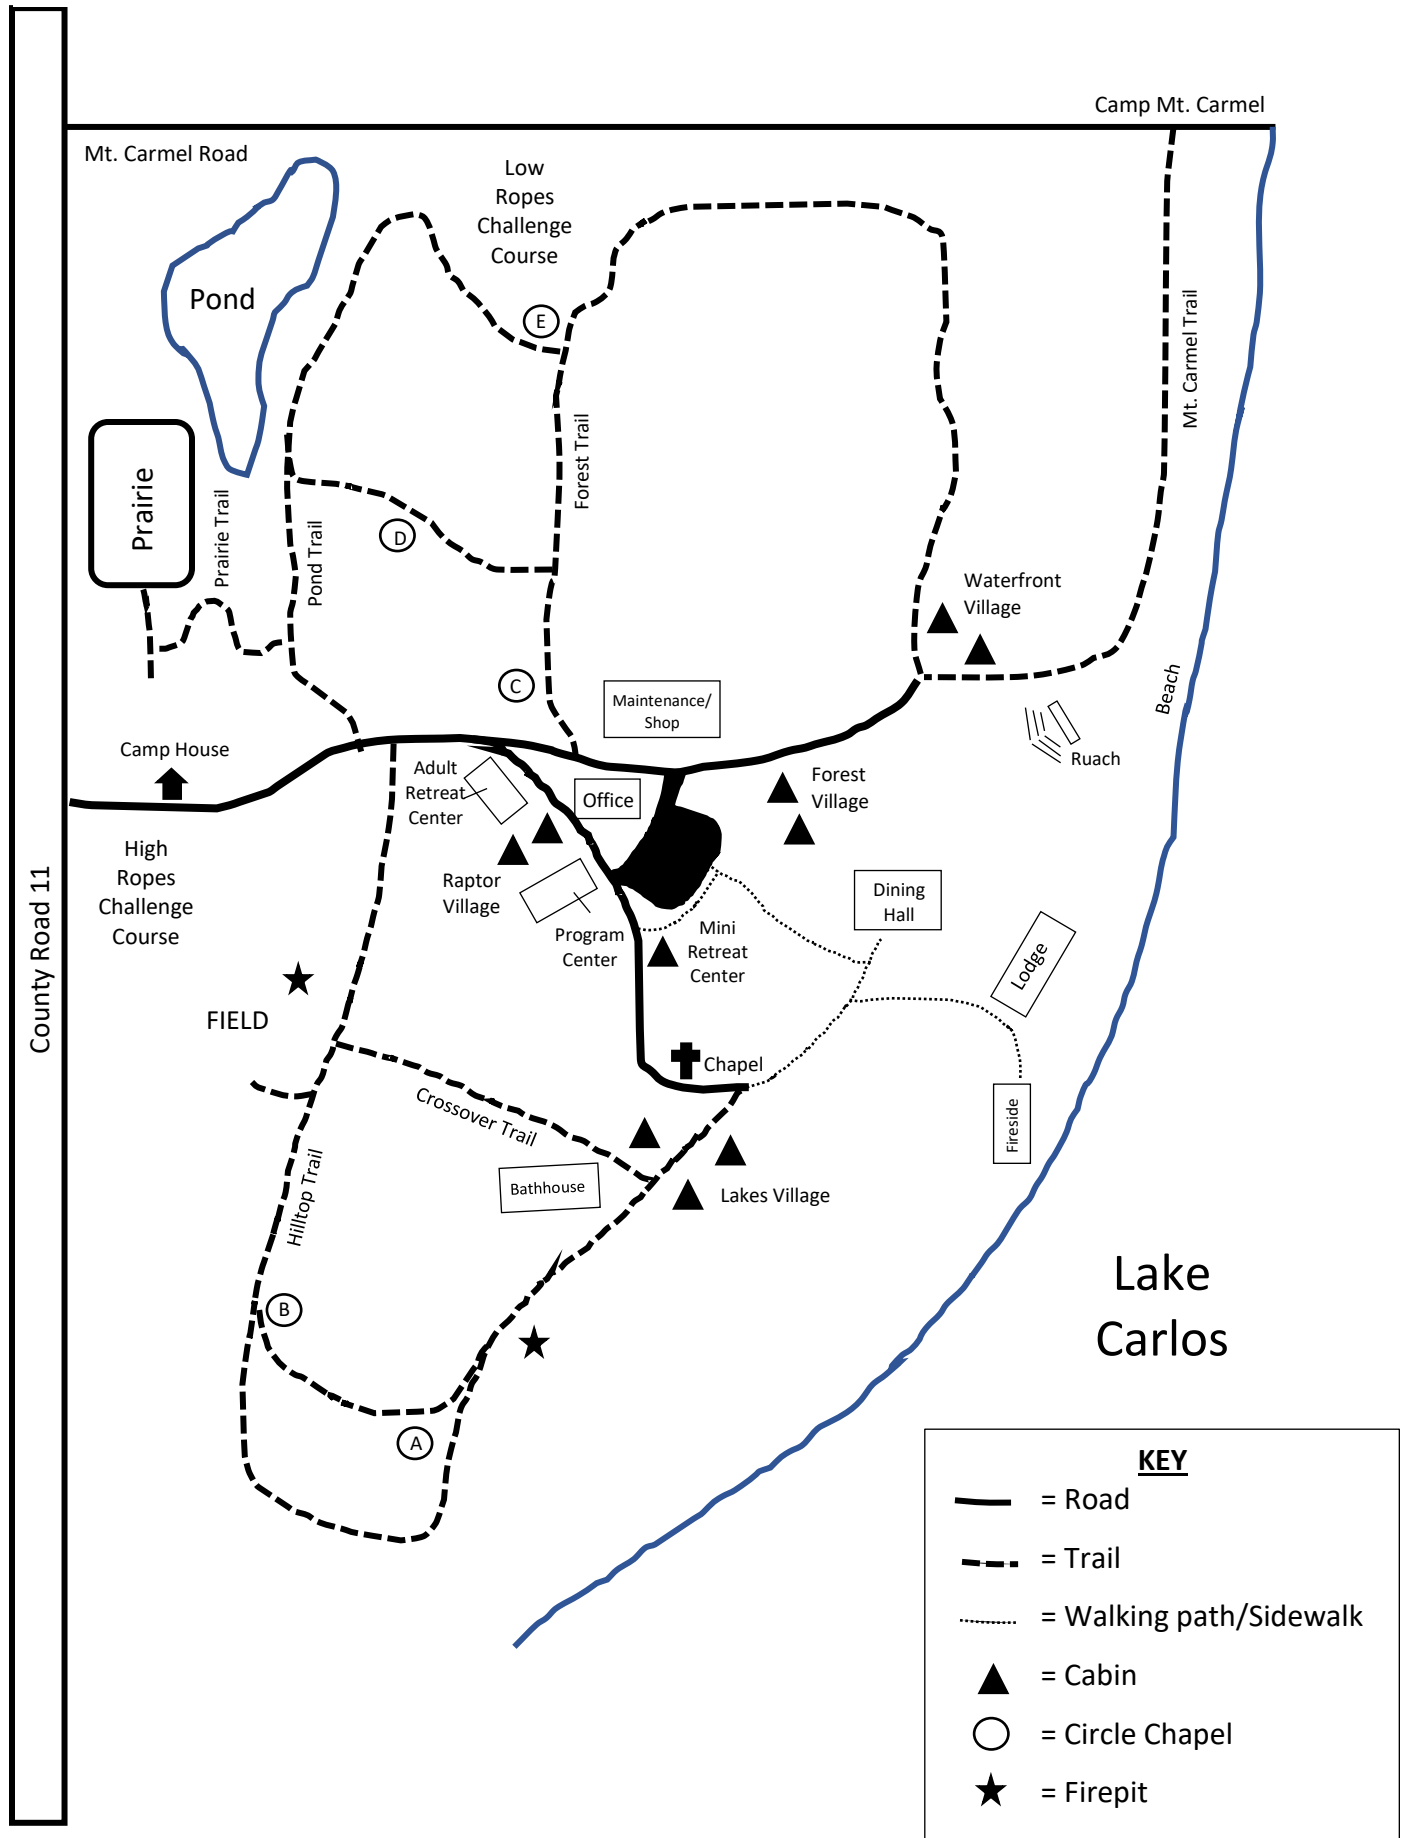 Camp Mt. Carmel
Mt. Carmel Road
Low
Ropes
Challenge
Course
Pond
E
Mt. Carmel Trail
Forest Trail
Prairie
Prairie Trail
Pond Trail
D
Waterfront
Village
C
Maintenance/
Shop
Beach
Camp House
Ruach
Adult
Retreat
Center
Office
Forest
Village
High
Ropes
Challenge
Course
Raptor
Village
Dining
Hall
Program
Center
Mini
Retreat
Center
Lodge
County Road 11
FIELD
Chapel
Crossover Trail
Fireside
Hilltop Trail
Bathhouse
Lakes Village
B
Lake
Carlos
A
KEY
= Road
= Trail
= Walking path/Sidewalk
= Cabin
= Circle Chapel
= Firepit